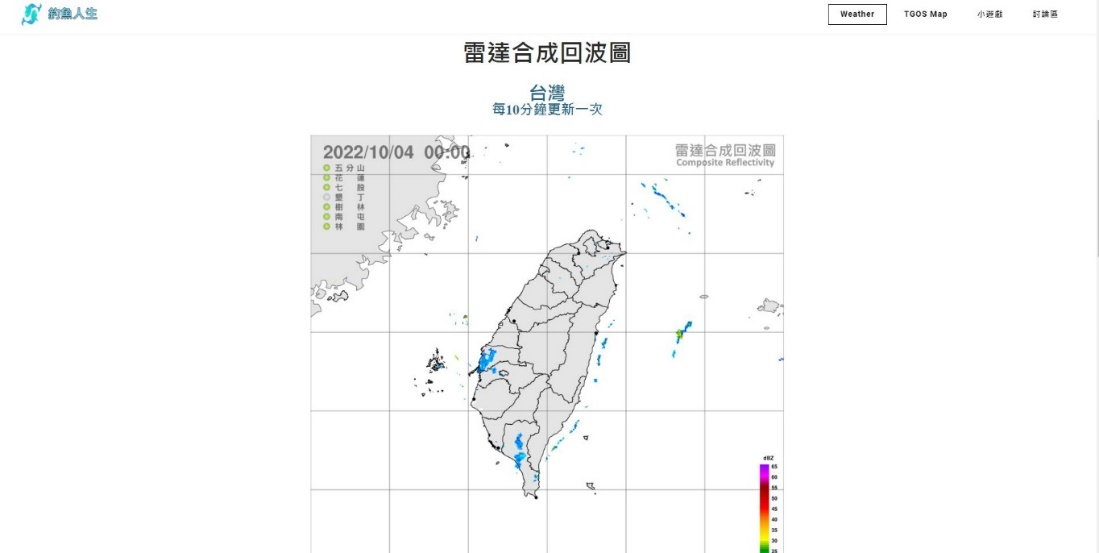 釣魚人生
Weather TGOS Map 小遊戲 討論區
雷達合成回波圖
台灣
每10分鐘更新一次
2022/10/04 00:00
五分山
花蓮
七股
墾丁
樹林
南屯
林園
雷達合成回波圖
Composite Reflectivity
dBZ
65
60
55
50
45
40
35
30
25